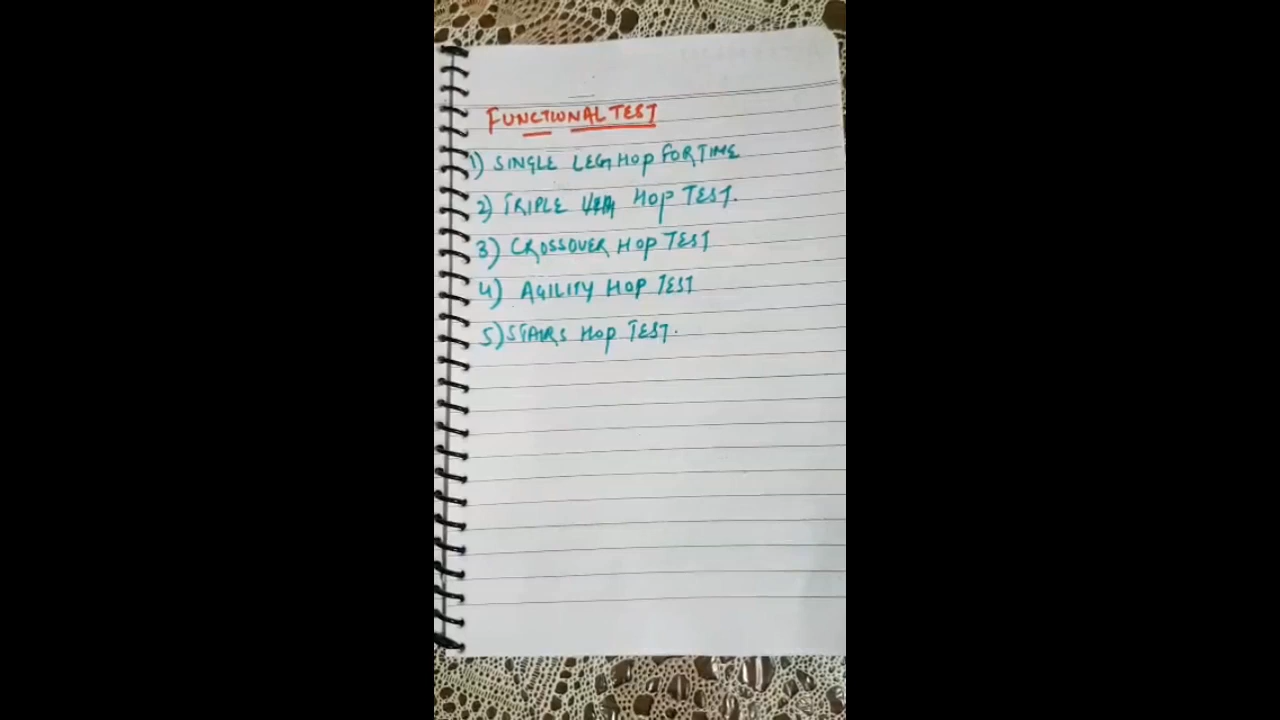 FUNCTIONAL TEST
1) SINGLE LEG HOP FOR TIME
2) TRIPLE HOP TEST.
3) CROSSOVER HOP TEST
4) AGILITY HOP TEST
5) STAIRS HOP TEST.